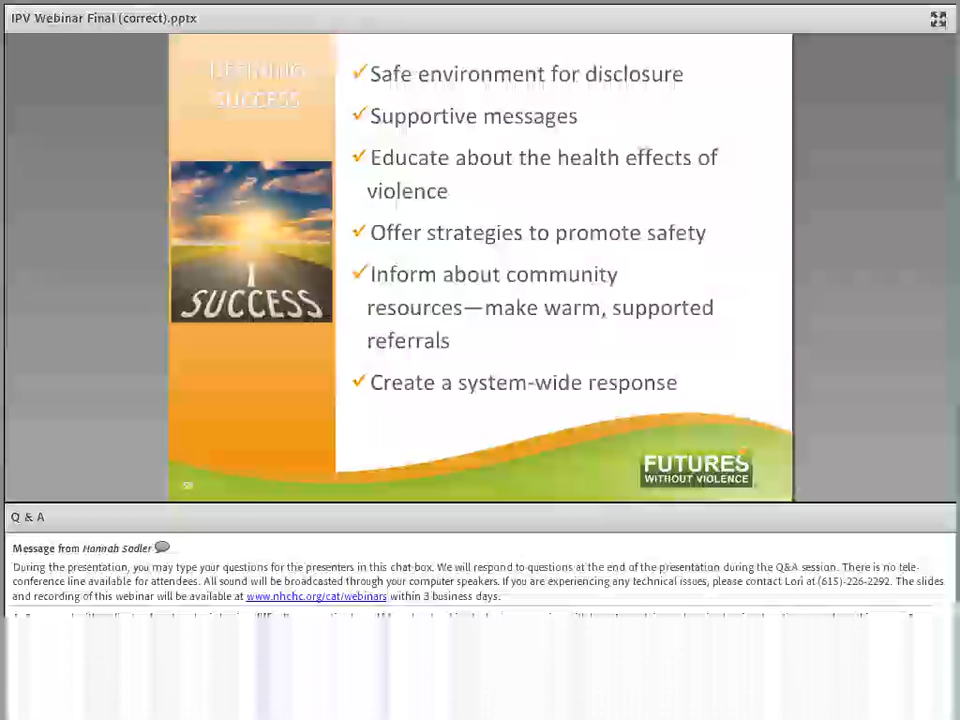 IPV Webinar Final (correct).pptx
DEFINING
SUCCESS
✓Safe environment for disclosure
✓Supportive messages
✓Educate about the health effects of
violence
✓Offer strategies to promote safety
✓Inform about community
resources—make warm, supported
referrals
✓Create a system-wide response
SUCCESS
FUTURES
WITHOUT VIOLENCE
Q & A
Message from Hannah Sadler
During the presentation, you may type your questions for the presenters in this chat-box. We will respond to questions at the end of the presentation during the Q&A session. There is no tele-
conference line available for attendees. All sound will be broadcasted through your computer speakers. If you are experiencing any technical issues, please contact Lori at (615)-226-2292. The slides
and recording of this webinar will be available at www.nhchc.org/cat/webinars within 3 business days.